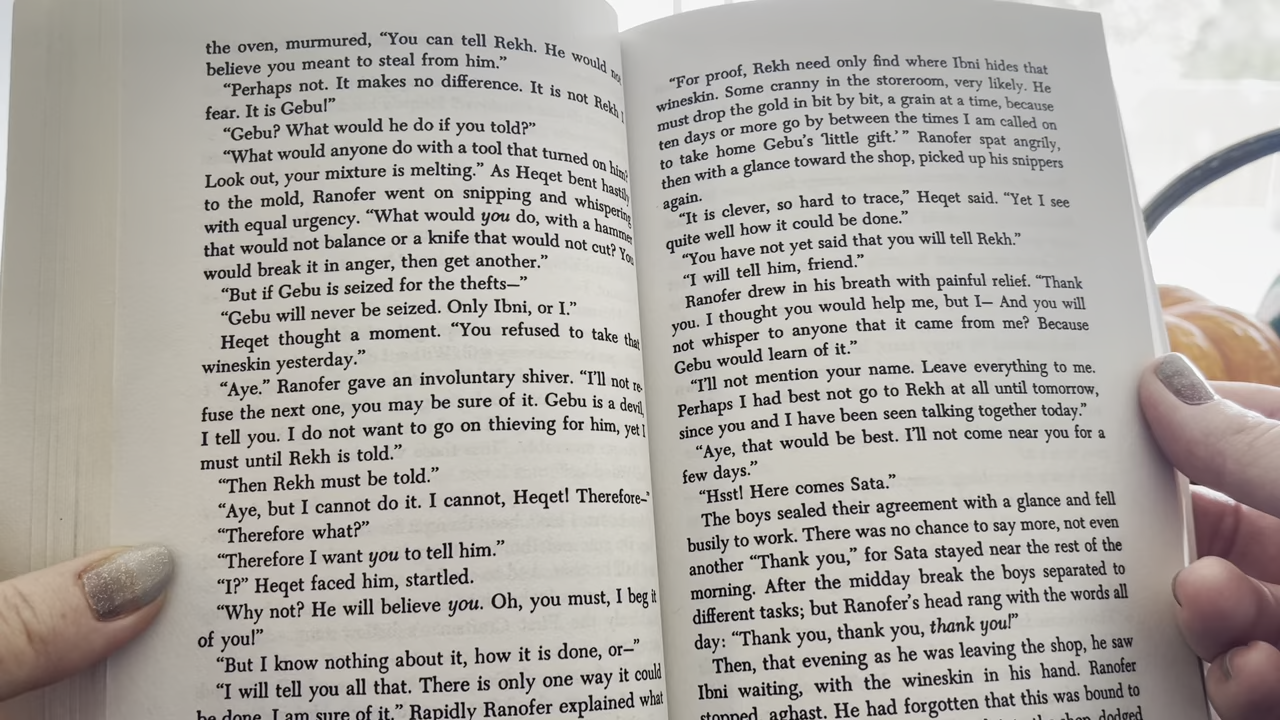 the oven, murmured, “You can tell Rekh. He would no
believe you meant to steal from him.”
“Perhaps not. It makes no difference. It is not Rekh I
fear. It is Gebu!”
“Gebu? What would he do if you told?”
“What would anyone do with a tool that turned on him?
Look out, your mixture is melting.” As Heqet bent hastily
to the mold, Ranofer went on snipping and whispering
with equal urgency. “What would you do, with a hammer
that would not balance or a knife that would not cut? You
would break it in anger, then get another.”
“But if Gebu is seized for the thefts—”
“Gebu will never be seized. Only Ibni, or I.”
Heqet thought a moment. “You refused to take that
wineskin yesterday.”
“Aye.” Ranofer gave an involuntary shiver. “I’ll not re-
fuse the next one, you may be sure of it. Gebu is a devil,
I tell you. I do not want to go on thieving for him, yet I
must until Rekh is told.”
“Then Rekh must be told.”
“Aye, but I cannot do it. I cannot, Heqet! Therefore—”
“Therefore what?”
“Therefore I want you to tell him.”
“I?” Heqet faced him, startled.
“Why not? He will believe you. Oh, you must, I beg it
of you!”
“But I know nothing about it, how it is done, or—”
“I will tell you all that. There is only one way it could
be done, I am sure of it.” Rapidly Ranofer explained what
“For proof, Rekh need only find where Ibni hides that
wineskin. Some cranny in the storeroom, very likely. He
must drop the gold in bit by bit, a grain at a time, because
ten days or more go by between the times I am called on
to take home Gebu’s ‘little gift.’ ” Ranofer spat angrily,
then with a glance toward the shop, picked up his snippers
again.
“It is clever, so hard to trace,” Heqet said. “Yet I see
quite well how it could be done.”
“You have not yet said that you will tell Rekh.”
“I will tell him, friend.”
Ranofer drew in his breath with painful relief. “Thank
you. I thought you would help me, but I— And you will
not whisper to anyone that it came from me? Because
Gebu would learn of it.”
“I’ll not mention your name. Leave everything to me.
Perhaps I had best not go to Rekh at all until tomorrow,
since you and I have been seen talking together today.”
“Aye, that would be best. I’ll not come near you for a
few days.”
“Hsst! Here comes Sata.”
The boys sealed their agreement with a glance and fell
busily to work. There was no chance to say more, not even
another “Thank you,” for Sata stayed near the rest of the
morning. After the midday break the boys separated to
different tasks; but Ranofer’s head rang with the words all
day: “Thank you, thank you, thank you!”
Then, that evening as he was leaving the shop, he saw
Ibni waiting, with the wineskin in his hand. Ranofer
stopped, aghast. He had forgotten that this was bound to
the shop, dodged